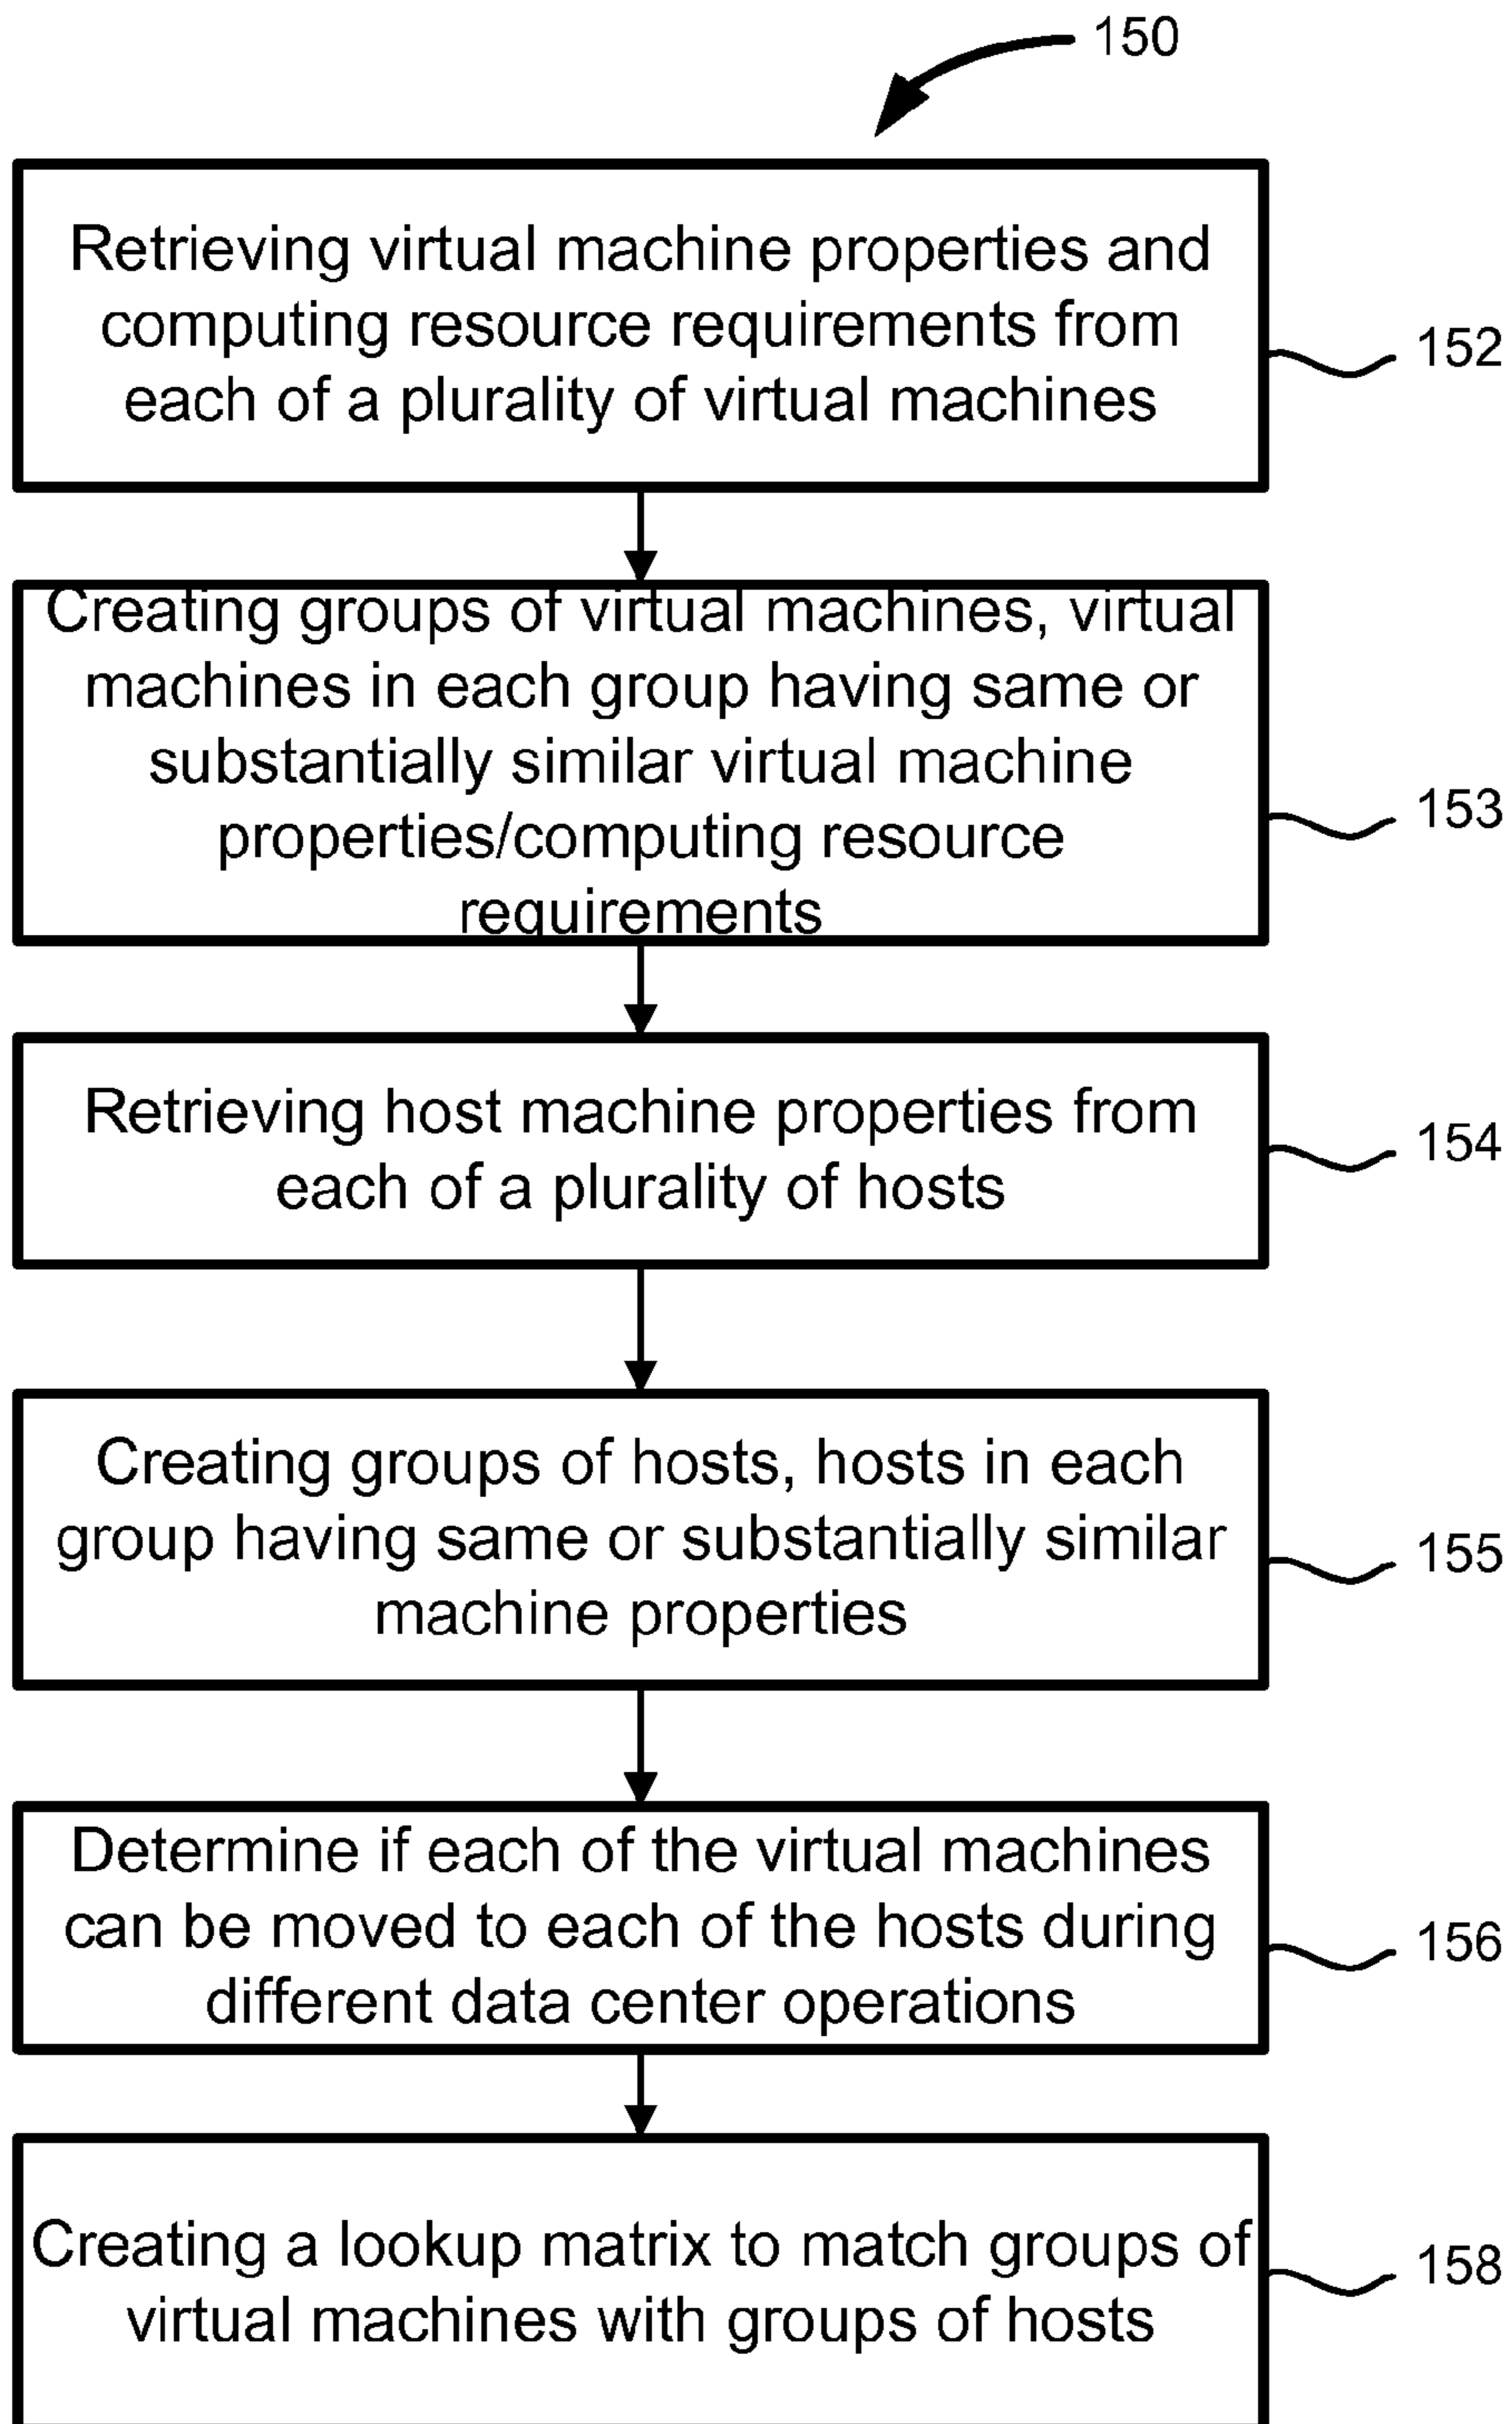 150
Retrieving virtual machine properties and
computing resource requirements from
each of a plurality of virtual machines
152
Creating groups of virtual machines, virtual
machines in each group having same or
substantially similar virtual machine
properties/computing resource
requirements
153
Retrieving host machine properties from
each of a plurality of hosts
154
Creating groups of hosts, hosts in each
group having same or substantially similar
machine properties
155
Determine if each of the virtual machines
can be moved to each of the hosts during
different data center operations
156
Creating a lookup matrix to match groups of
virtual machines with groups of hosts
158